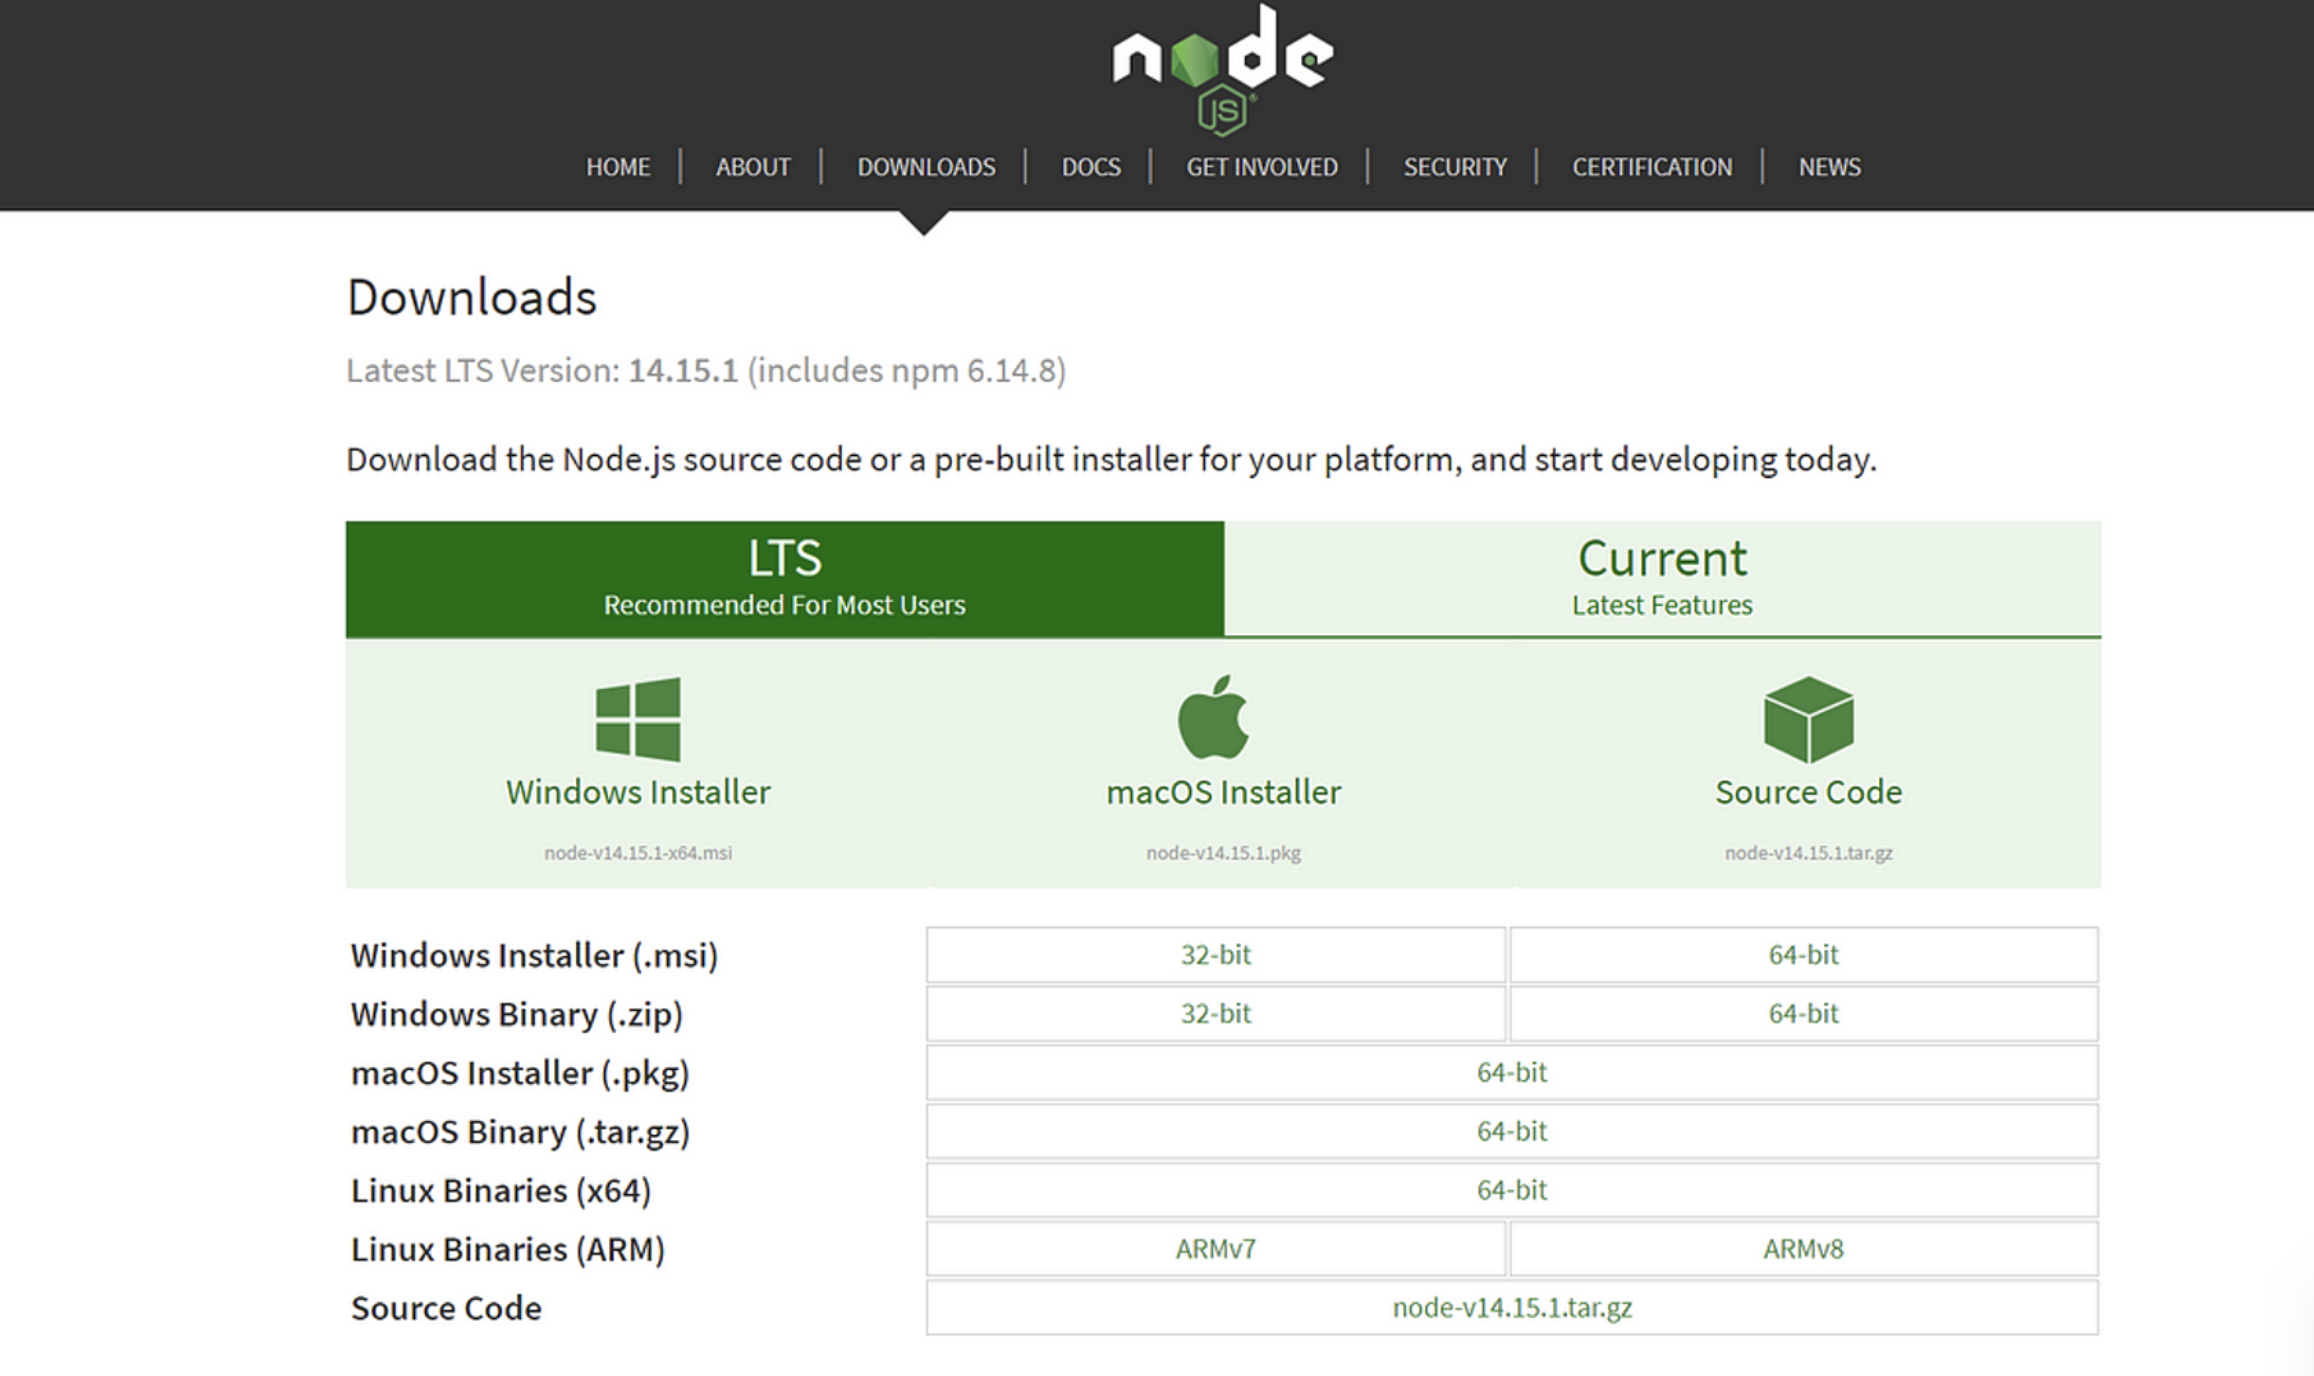 node
JS
HOME | ABOUT | DOWNLOADS | DOCS | GET INVOLVED | SECURITY | CERTIFICATION | NEWS
Downloads
Latest LTS Version: 14.15.1 (includes npm 6.14.8)
Download the Node.js source code or a pre-built installer for your platform, and start developing today.
LTS
Recommended For Most Users
Current
Latest Features
Windows Installer
node-v14.15.1-x64.msi
macOS Installer
node-v14.15.1.pkg
Source Code
node-v14.15.1.tar.gz
Windows Installer (.msi) 32-bit 64-bit
Windows Binary (.zip) 32-bit 64-bit
macOS Installer (.pkg) 64-bit
macOS Binary (.tar.gz) 64-bit
Linux Binaries (x64) 64-bit
Linux Binaries (ARM) ARMv7 ARMv8
Source Code node-v14.15.1.tar.gz